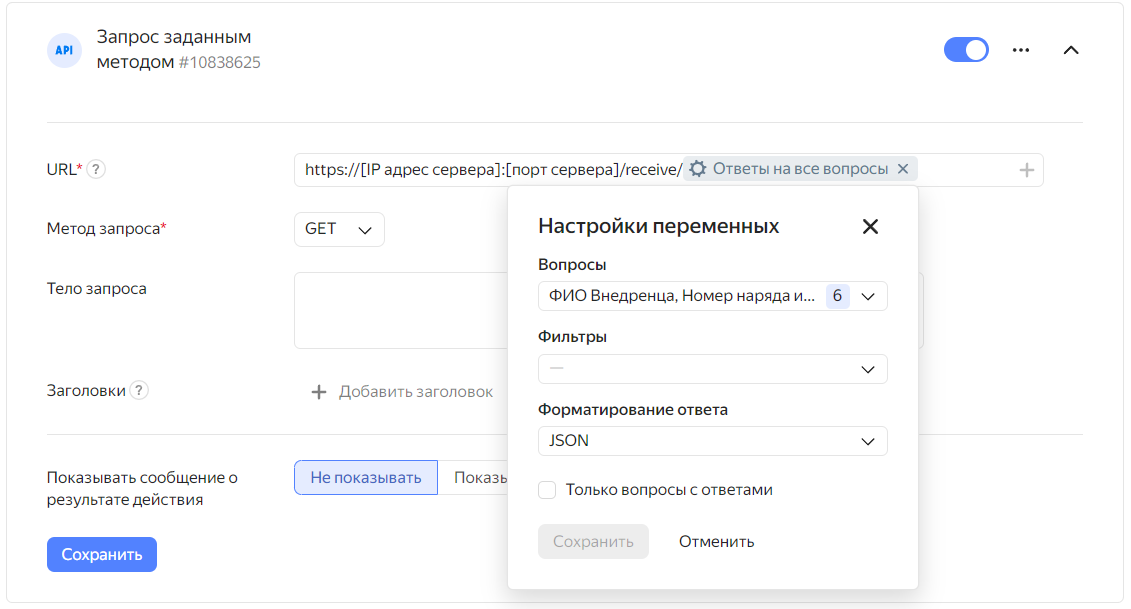 API
Запрос заданным
методом #10838625
URL* ?
https://[IP адрес сервера]:[порт сервера]/receive/ Ответы на все вопросы
Метод запроса*
GET
Тело запроса
Заголовки ?
Добавить заголовок
Показывать сообщение о
результате действия
Не показывать
Сохранить
Настройки переменных
Вопросы
ФИО Внедренца, Номер наряда и... 6
Фильтры
—
Форматирование ответа
JSON
Только вопросы с ответами
Сохранить Отменить